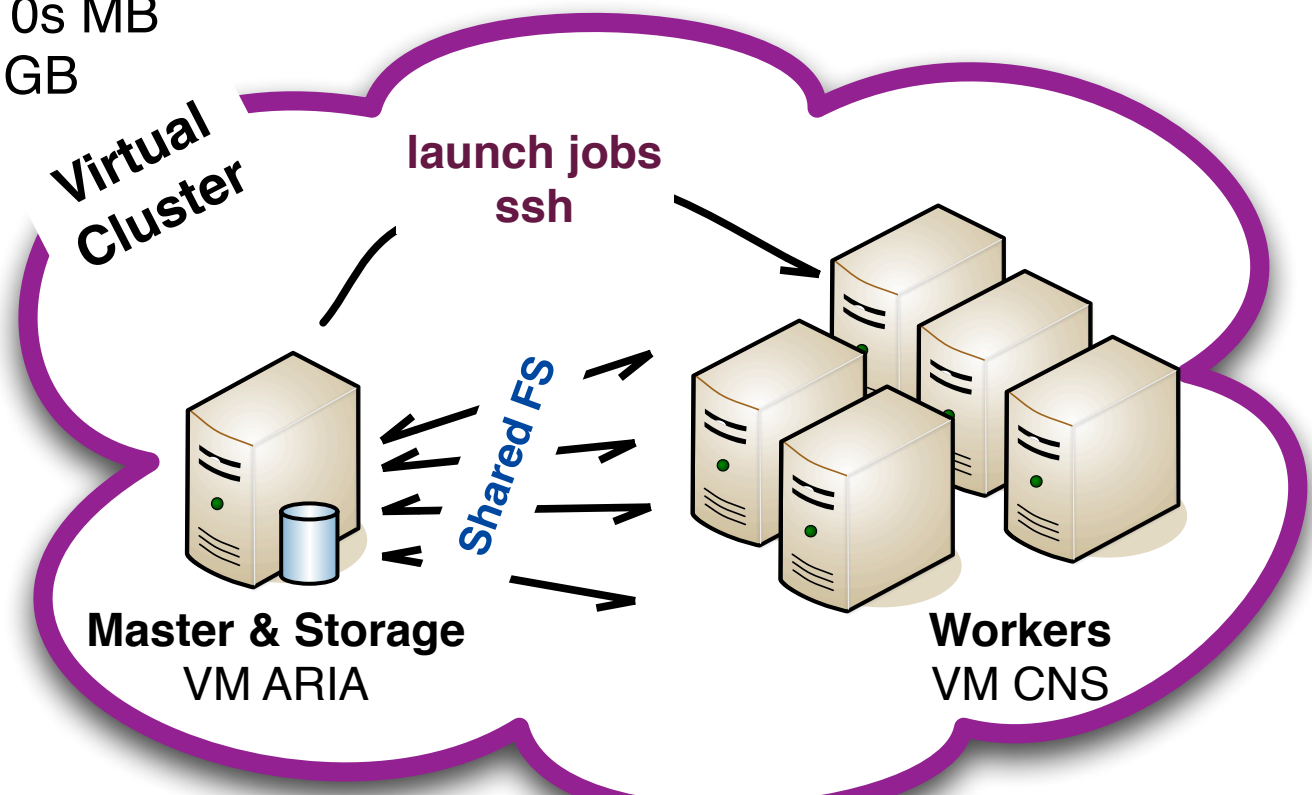 0s MB
GB
Virtual
Cluster
launch jobs
ssh
Shared FS
Master & Storage
VM ARIA
Workers
VM CNS